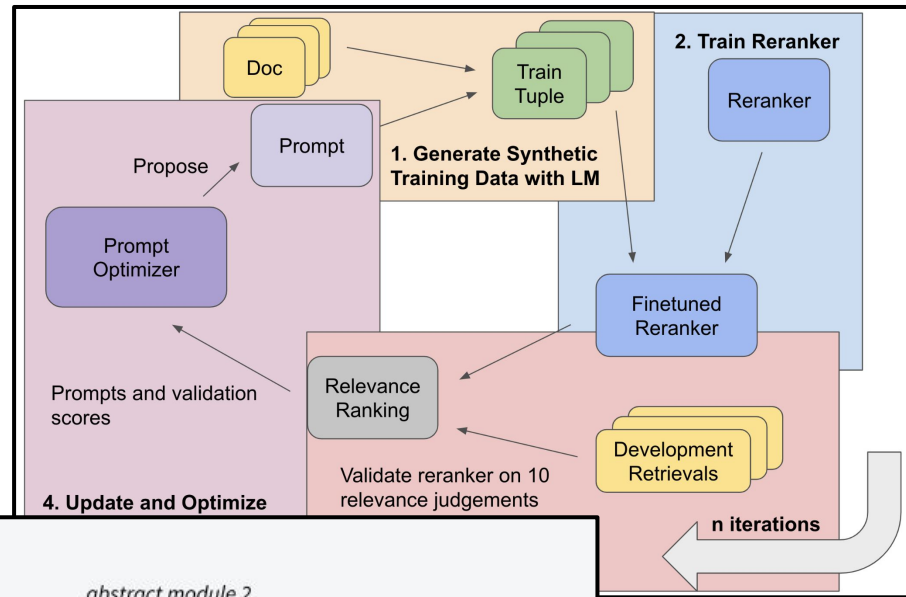 Doc
Train
Tuple
2. Train Reranker
Reranker
Prompt
1. Generate Synthetic
Training Data with LM
Propose
Prompt
Optimizer
Finetuned
Reranker
Prompts and validation
scores
Relevance
Ranking
Development
Retrievals
Validate reranker on 10
relevance judgements
4. Update and Optimize
n iterations
abstract module 2